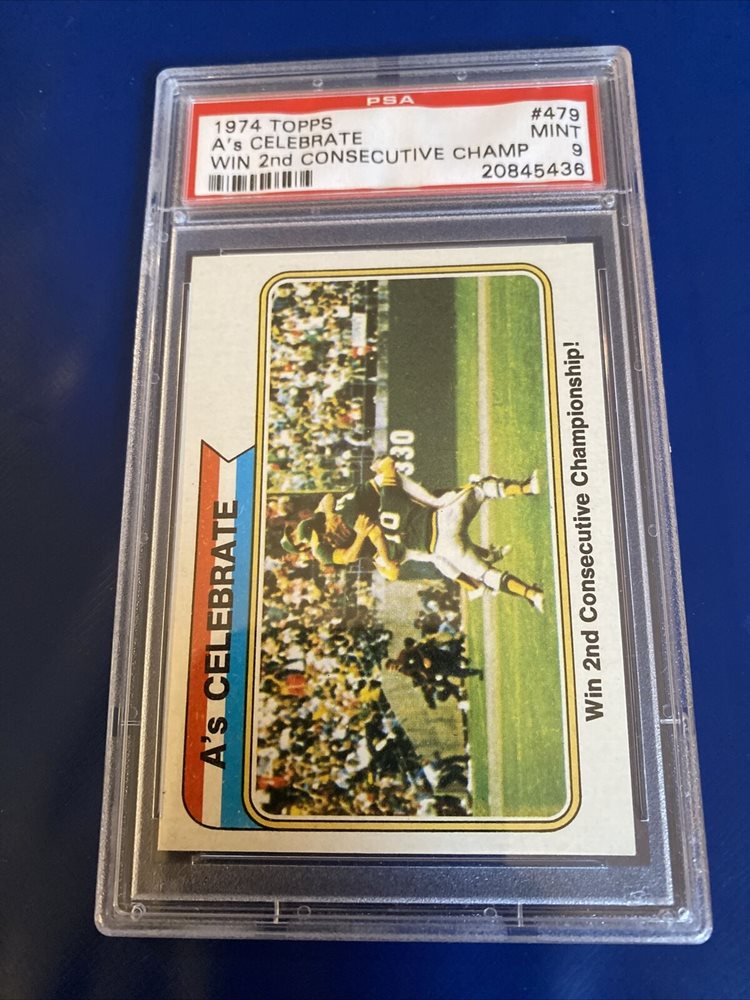 PSA
1974 TOPPS #479
A's CELEBRATE MINT
WIN 2nd CONSECUTIVE CHAMP 9
20845436
A's CELEBRATE
330
10
Win 2nd Consecutive Championship!